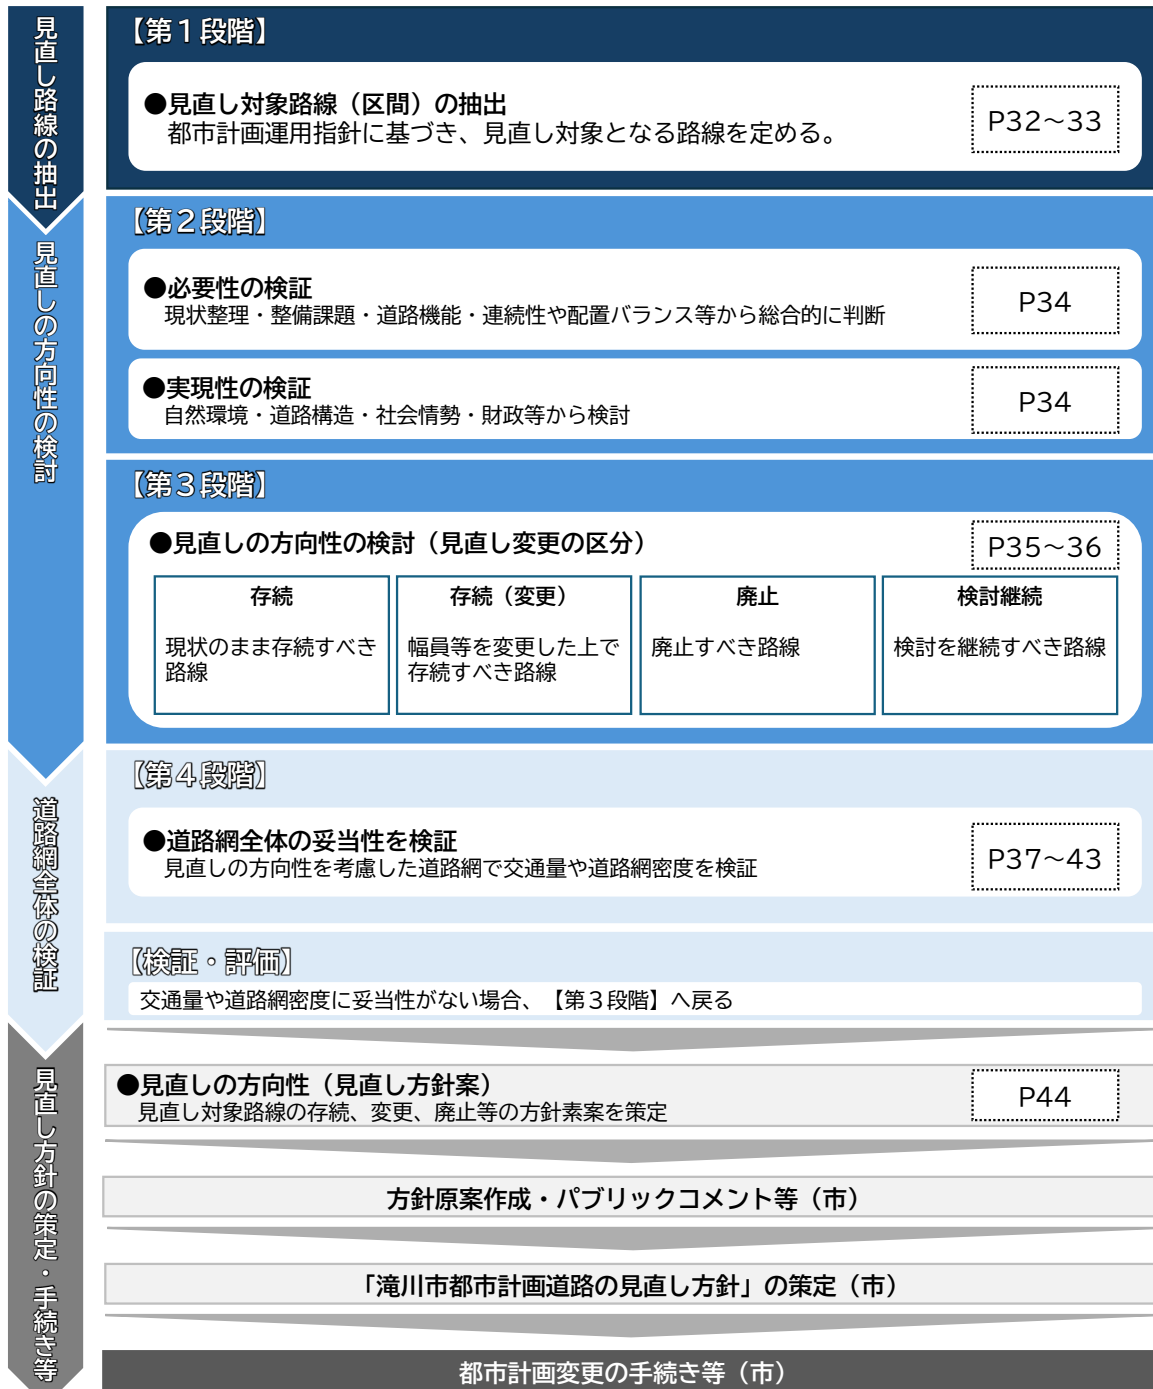 見直し路線の抽出
【第１段階】
●見直し対象路線（区間）の抽出
都市計画運用指針に基づき、見直し対象となる路線を定める。
P32～33
見直しの方向性の検討
【第２段階】
●必要性の検証
現状整理・整備課題・道路機能・連続性や配置バランス等から総合的に判断
P34
●実現性の検証
自然環境・道路構造・社会情勢・財政等から検討
P34
【第３段階】
●見直しの方向性の検討（見直し変更の区分）
P35～36
存続
現状のまま存続すべき
路線
存続（変更）
幅員等を変更した上で
存続すべき路線
廃止
廃止すべき路線
検討継続
検討を継続すべき路線
道路網全体の検証
【第４段階】
●道路網全体の妥当性を検証
見直しの方向性を考慮した道路網で交通量や道路網密度を検証
P37～43
【検証・評価】
交通量や道路網密度に妥当性がない場合、【第３段階】へ戻る
見直し方針の策定・手続き等
●見直しの方向性（見直し方針案）
見直し対象路線の存続、変更、廃止等の方針素案を策定
P44
方針原案作成・パブリックコメント等（市）
「滝川市都市計画道路の見直し方針」の策定（市）
都市計画変更の手続き等（市）